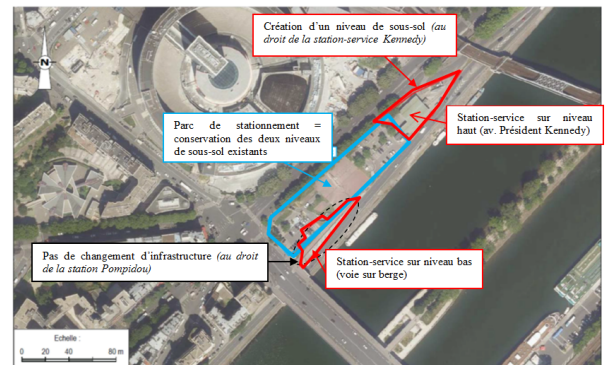 Création d'un niveau de sous-sol (au
droit de la station-service Kennedy)
N
Station-service sur niveau
haut (av. Président Kennedy)
Parc de stationnement =
conservation des deux niveaux
de sous-sol existants
Pas de changement d'infrastructure (au droit
de la station Pompidou)
Station-service sur niveau bas
(voie sur berge)
Echelle :
0 20 40 80 m